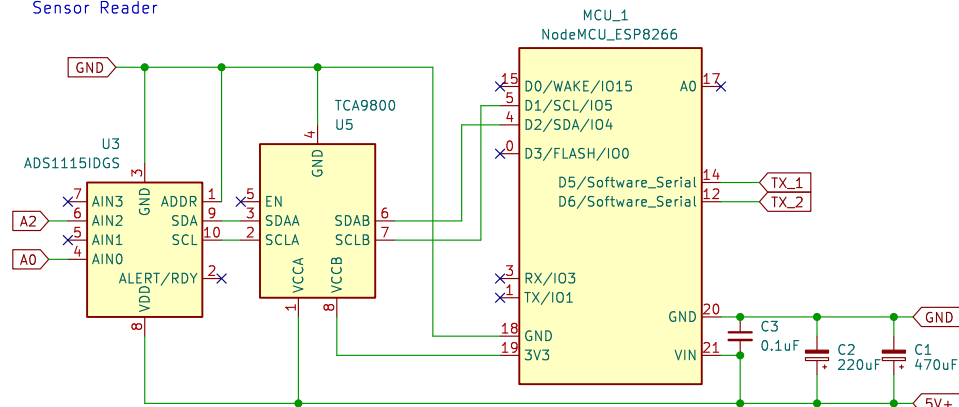 Sensor Reader
MCU_1
NodeMCU_ESP8266
GND
15 D0/WAKE/IO15 A0 17
5 D1/SCL/IO5
4 D2/SDA/IO4
0 D3/FLASH/IO0
D5/Software_Serial 14 TX_1
D6/Software_Serial 12 TX_2
3 RX/IO3
1 TX/IO1
GND 20 GND
18 GND
19 3V3
VIN 21
TCA9800
U5
4
GND
5 EN
3 SDAA
2 SCLA
SDAB 6
SCLB 7
VCCA
VCCB
1
8
U3
ADS1115IDGS
3
GND
7 AIN3
A2 6 AIN2
5 AIN1
A0 4 AIN0
ADDR 1
SDA 9
SCL 10
ALERT/RDY 2
VDD
8
C3
0.1uF
C2
220uF
+
C1
470uF
+
5V+